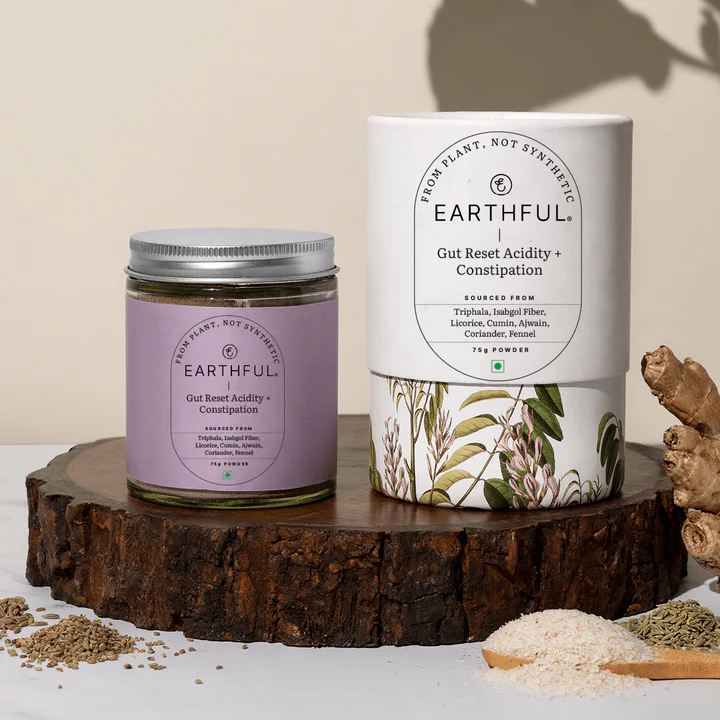 FROM PLANT, NOT SYNTHETIC
EARTHFUL®
Gut Reset Acidity +
Constipation
SOURCED FROM
Triphala, Isabgol Fiber,
Licorice, Cumin, Ajwain,
Coriander, Fennel
75g POWDER
FROM PLANT, NOT SYNTHETIC
EARTHFUL®
Gut Reset Acidity +
Constipation
SOURCED FROM
Triphala, Isabgol Fiber,
Licorice, Cumin, Ajwain,
Coriander, Fennel
75g POWDER